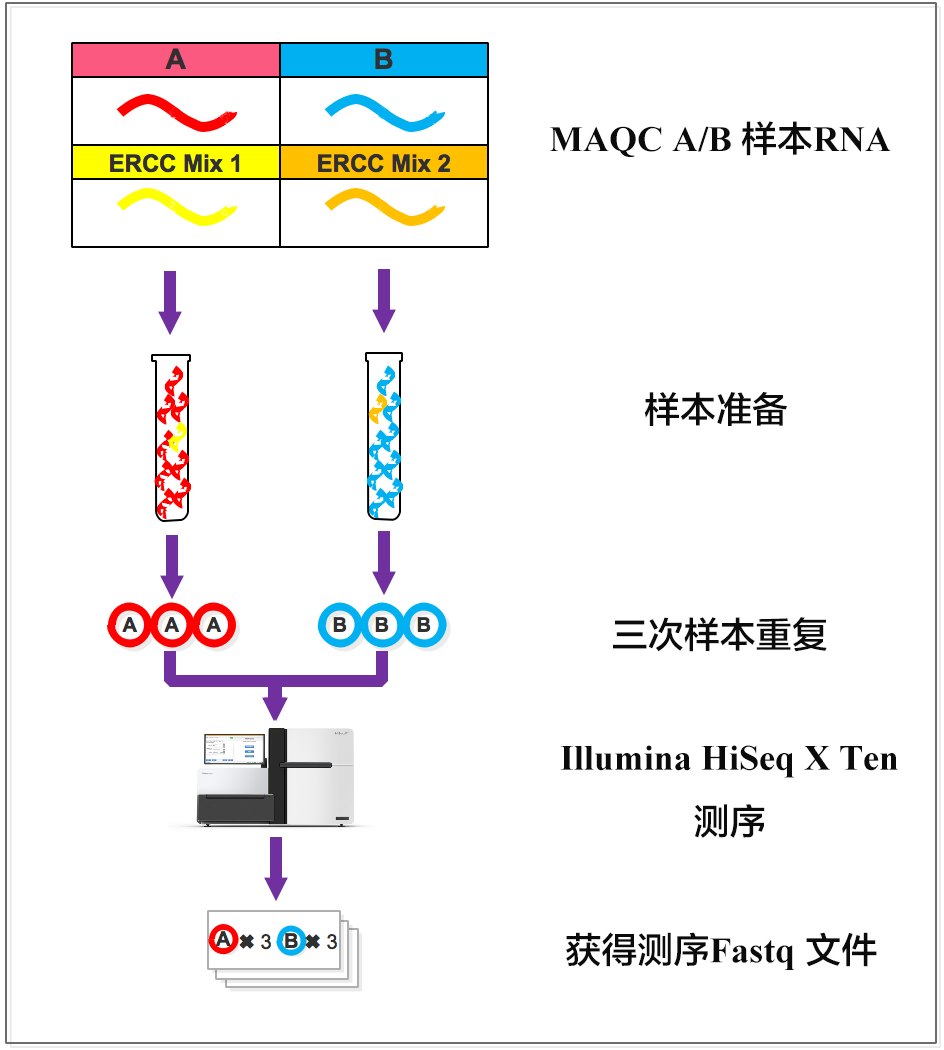 A B
MAQC A/B 样本RNA
ERCC Mix 1 ERCC Mix 2
样本准备
A A A B B B
三次样本重复
Illumina HiSeq X Ten
测序
A ✖ 3 B ✖ 3
获得测序Fastq 文件